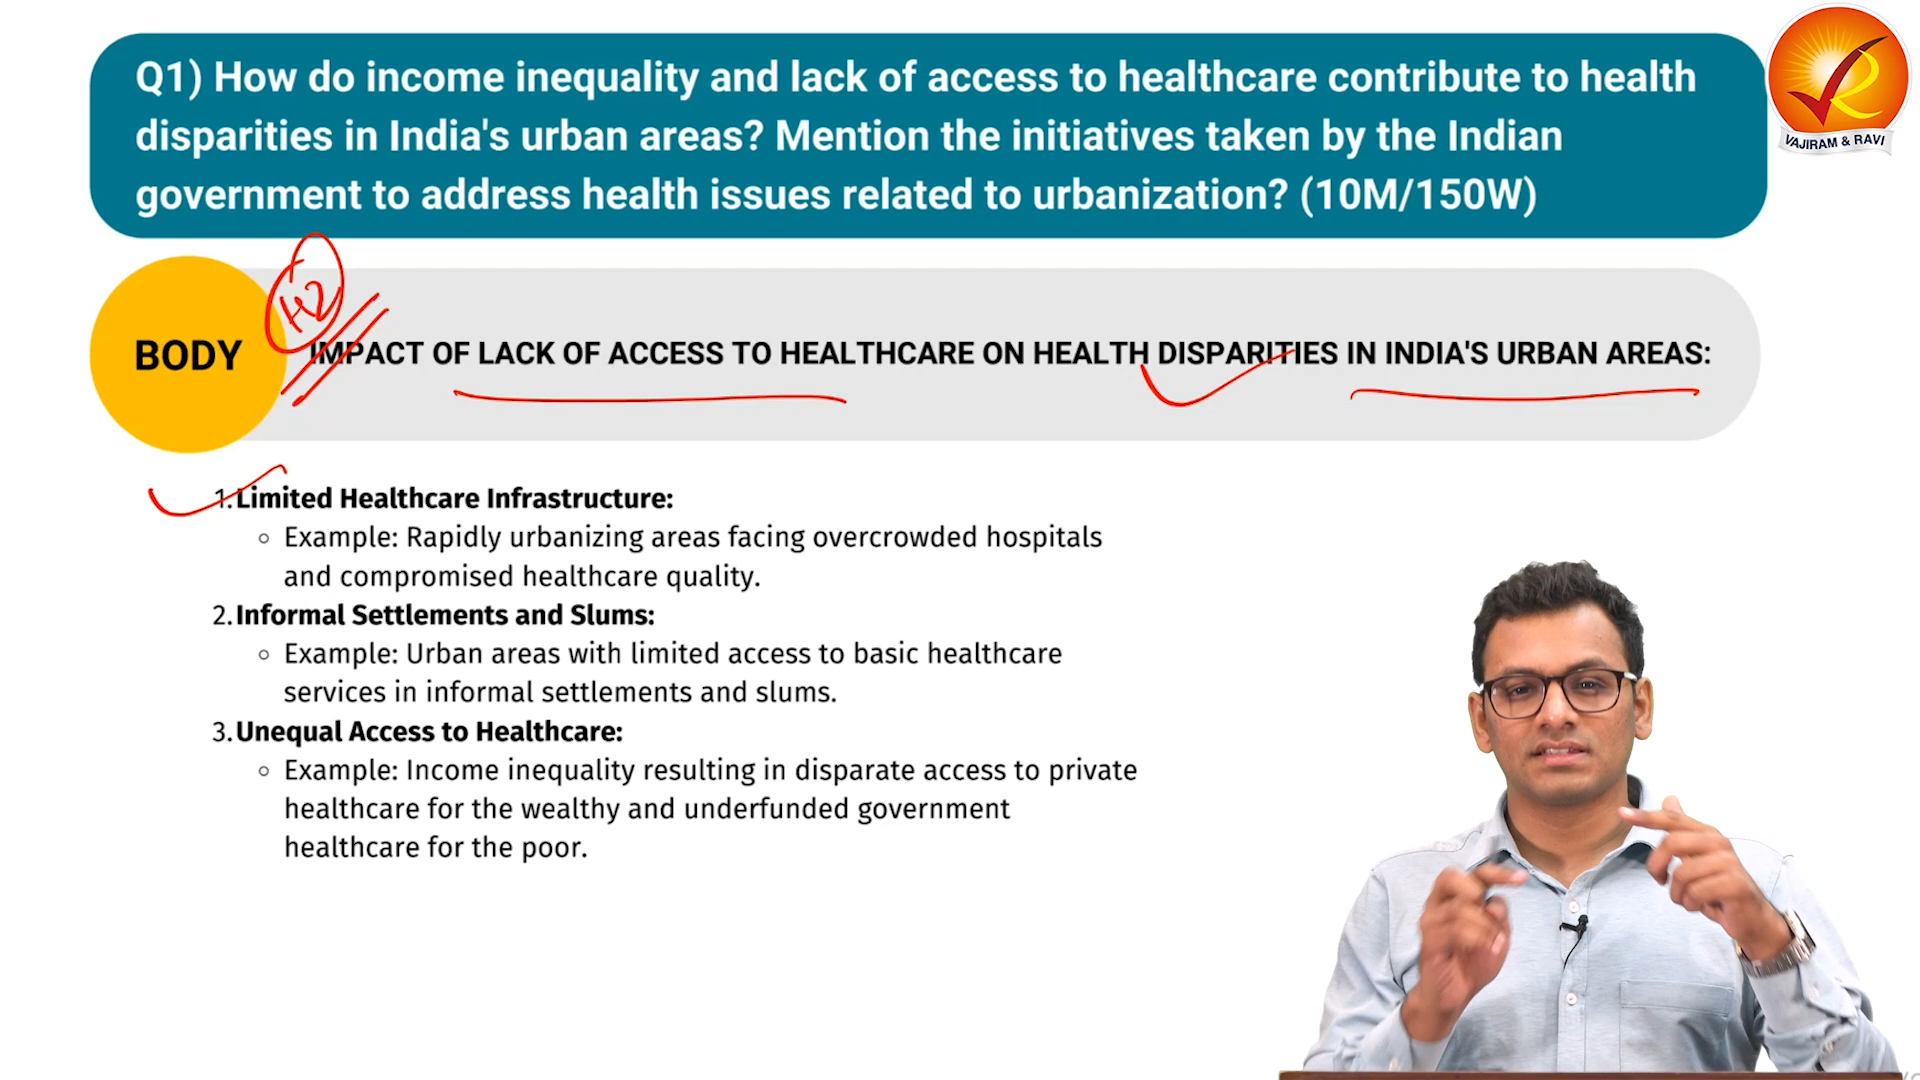 Q1) How do income inequality and lack of access to healthcare contribute to health
disparities in India's urban areas? Mention the initiatives taken by the Indian
government to address health issues related to urbanization? (10M/150W)
VAJIRAM & RAVI
H2
BODY
IMPACT OF LACK OF ACCESS TO HEALTHCARE ON HEALTH DISPARITIES IN INDIA'S URBAN AREAS:
1. Limited Healthcare Infrastructure:
Example: Rapidly urbanizing areas facing overcrowded hospitals
and compromised healthcare quality.
2. Informal Settlements and Slums:
Example: Urban areas with limited access to basic healthcare
services in informal settlements and slums.
3. Unequal Access to Healthcare:
Example: Income inequality resulting in disparate access to private
healthcare for the wealthy and underfunded government
healthcare for the poor.